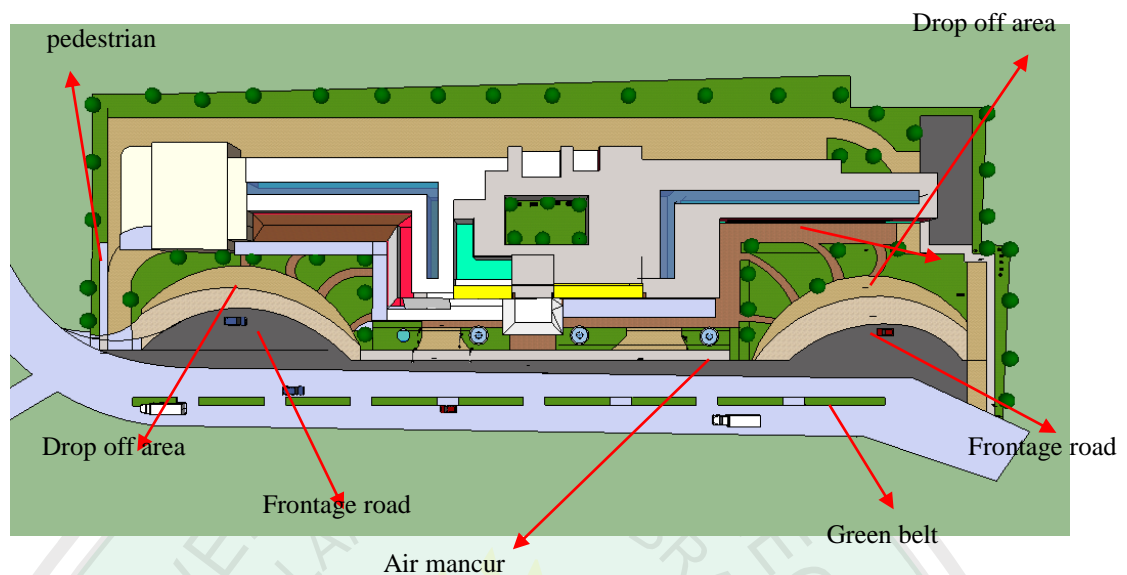 Drop off area
pedestrian
Drop off area
Frontage road
Frontage road
Green belt
Air mancur